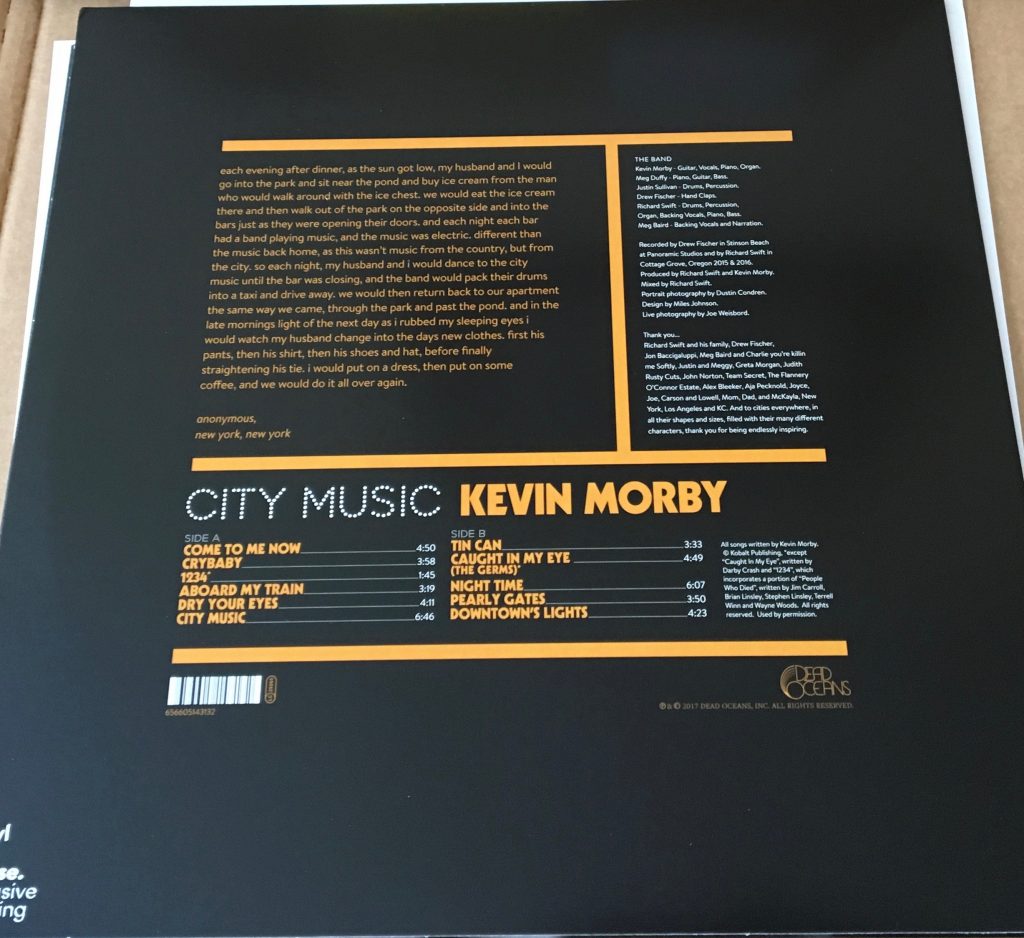 each evening after dinner, as the sun got low, my husband and I would
go into the park and sit near the pond and buy ice cream from the man
who would walk around with the ice chest. we would eat the ice cream
there and then walk out of the park on the opposite side and into the
bars just as they were opening their doors. and each night each bar
had a band playing music, and the music was electric. different than
the music back home, as this wasn't music from the country, but from
the city. so each night, my husband and i would dance to the city
music until the bar was closing, and the band would pack their drums
into a taxi and drive away. we would then return back to our apartment
the same way we came, through the park and past the pond. and in the
late mornings light of the next day as i rubbed my sleeping eyes i
would watch my husband change into the days new clothes. first his
pants, then his shirt, then his shoes and hat, before finally
straightening his tie. i would put on a dress, then put on some
coffee, and we would do it all over again.
anonymous,
new york, new york
THE BAND
Kevin Morby - Guitar, Vocals, Piano, Organ.
Meg Duffy - Piano, Guitar, Bass.
Justin Sullivan - Drums, Percussion.
Drew Fischer - Hand Claps.
Richard Swift - Drums, Percussion,
Organ, Backing Vocals, Piano, Bass.
Meg Baird - Backing Vocals and Narration.
Recorded by Drew Fischer in Stinson Beach
at Panoramic Studios and by Richard Swift in
Cottage Grove, Oregon 2015 & 2016.
Produced by Richard Swift and Kevin Morby.
Mixed by Richard Swift.
Portrait photography by Dustin Condren.
Design by Miles Johnson.
Live photography by Joe Weisbord.
Thank you...
Richard Swift and his family, Drew Fischer,
Jon Baccigaluppi, Meg Baird and Charlie you're killin
me Softly, Justin and Meggy, Greta Morgan, Judath
Rusty Cuts, John Norton, Team Secret, The Flannery
O'Connor Estate, Alex Bleeker, Aja Pecknold, Joyce,
Joe, Carson and Lowell, Mom, Dad, and McKayla, New
York, Los Angeles and KC. And to cities everywhere, in
all their shapes and sizes, filled with their many different
characters, thank you for being endlessly inspiring.
CITY MUSIC KEVIN MORBY
SIDE A
COME TO ME NOW 4:50
CRYBABY 3:58
1234* 1:45
ABOARD MY TRAIN 3:19
DRY YOUR EYES 4:11
CITY MUSIC 6:46
SIDE B
TIN CAN 3:33
CAUGHT IN MY EYE 4:49
(THE GERMS)*
NIGHT TIME 6:07
PEARLY GATES 3:50
DOWNTOWN'S LIGHTS 4:23
All songs written by Kevin Morby.
© Kobalt Publishing, *except
"Caught In My Eye", written by
Darby Crash and "1234", which
incorporates a portion of "People
Who Died", written by Jim Carroll,
Brian Linsley, Stephen Linsley, Terrell
Winn and Wayne Woods. All rights
reserved. Used by permission.
656605143132
DEAD
OCEANS
℗ & © 2017 DEAD OCEANS, INC. ALL RIGHTS RESERVED.
se.
sive
ing